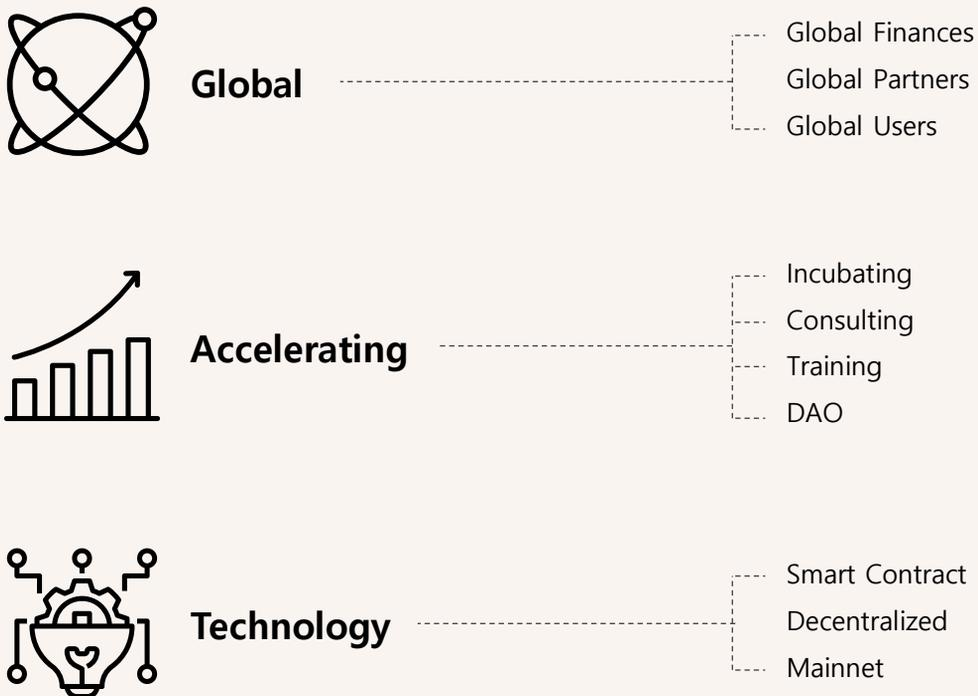 Global
Global Finances
Global Partners
Global Users
Accelerating
Incubating
Consulting
Training
DAO
Technology
Smart Contract
Decentralized
Mainnet